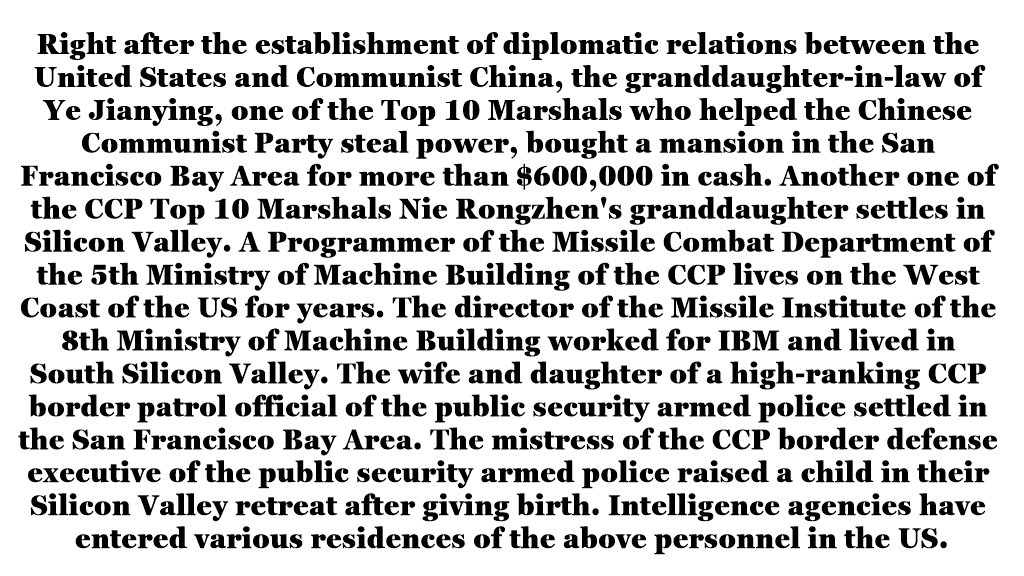 Right after the establishment of diplomatic relations between the
United States and Communist China, the granddaughter-in-law of
Ye Jianying, one of the Top 10 Marshals who helped the Chinese
Communist Party steal power, bought a mansion in the San
Francisco Bay Area for more than $600,000 in cash. Another one of
the CCP Top 10 Marshals Nie Rongzhen's granddaughter settles in
Silicon Valley. A Programmer of the Missile Combat Department of
the 5th Ministry of Machine Building of the CCP lives on the West
Coast of the US for years. The director of the Missile Institute of the
8th Ministry of Machine Building worked for IBM and lived in
South Silicon Valley. The wife and daughter of a high-ranking CCP
border patrol official of the public security armed police settled in
the San Francisco Bay Area. The mistress of the CCP border defense
executive of the public security armed police raised a child in their
Silicon Valley retreat after giving birth. Intelligence agencies have
entered various residences of the above personnel in the US.